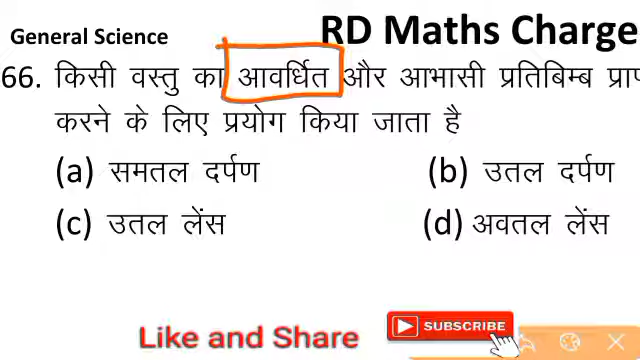 General Science RD Maths Charge
66. किसी वस्तु का आवर्धित और आभासी प्रतिबिम्ब प्राप
करने के लिए प्रयोग किया जाता है
(a) समतल दर्पण (b) उतल दर्पण
(c) उतल लेंस (d) अवतल लेंस
Like and Share SUBSCRIBE